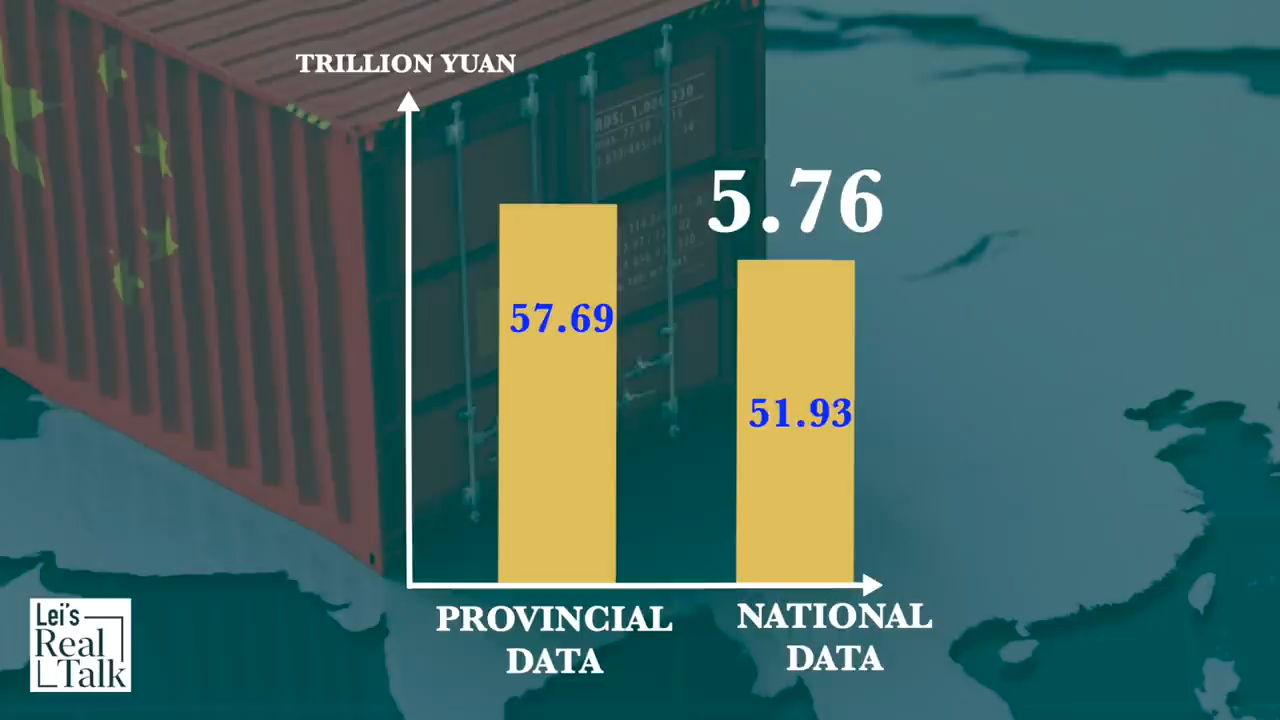 TRILLION YUAN
5.76
57.69
51.93
PROVINCIAL
DATA
NATIONAL
DATA
Lei's
Real
Talk